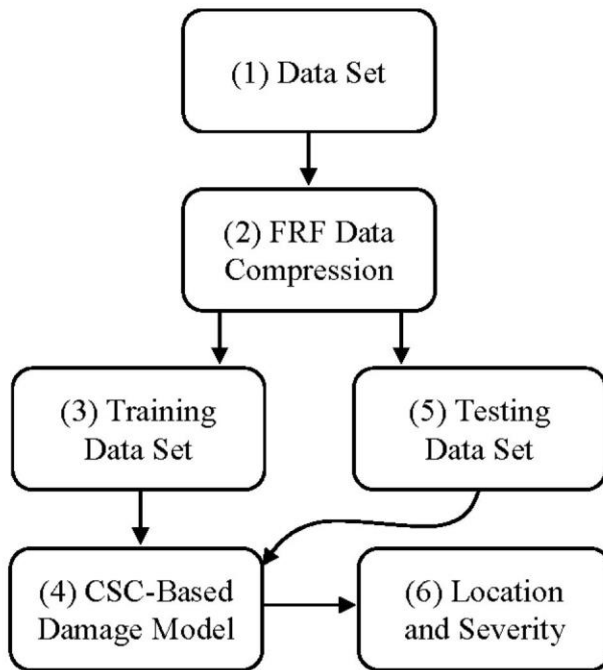 (1) Data Set
(2) FRF Data
Compression
(3) Training
Data Set
(5) Testing
Data Set
(4) CSC-Based
Damage Model
(6) Location
and Severity